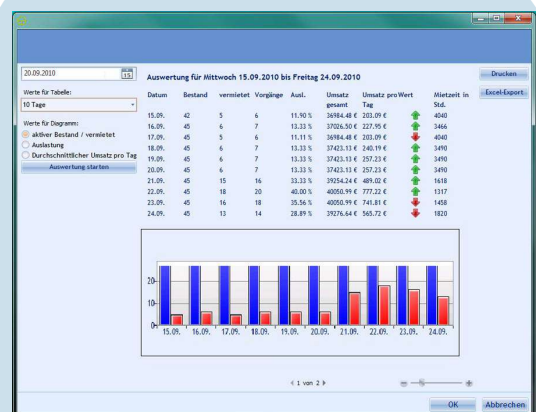 20.09.2010
15
Werte für Tabelle:
10 Tage
Werte für Diagramm:
aktiver Bestand / vermietet
Auslastung
Durchschnittlicher Umsatz pro Tag
Auswertung starten
Auswertung für Mittwoch 15.09.2010 bis Freitag 24.09.2010
Drucken
Excel-Export
Datum Bestand vermietet Vorgänge Ausl. Umsatz gesamt Umsatz pro Tag Wert Mietzeit in Std.
15.09. 42 5 6 11.90 % 36984.48 € 203.09 € 4040
16.09. 45 6 7 13.33 % 37026.50 € 227.95 € 3466
17.09. 45 5 6 11.11 % 36984.48 € 203.09 € 4040
18.09. 45 6 7 13.33 % 37423.13 € 240.19 € 3490
19.09. 45 6 7 13.33 % 37423.13 € 257.23 € 3490
20.09. 45 6 7 13.33 % 37423.13 € 257.23 € 3490
21.09. 45 15 16 33.33 % 39254.24 € 489.02 € 1618
22.09. 45 18 20 40.00 % 40050.99 € 777.22 € 1317
23.09. 45 16 18 35.56 % 40050.99 € 741.81 € 1458
24.09. 45 13 14 28.89 % 39276.64 € 565.72 € 1820
20
10
0
15.09. 16.09. 17.09. 18.09. 19.09. 20.09. 21.09. 22.09. 23.09. 24.09.
1 von 2
OK Abbrechen